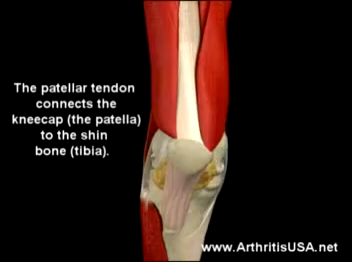 The patellar tendon
connects the
kneecap (the patella)
to the shin
bone (tibia).
www.ArthritisUSA.net